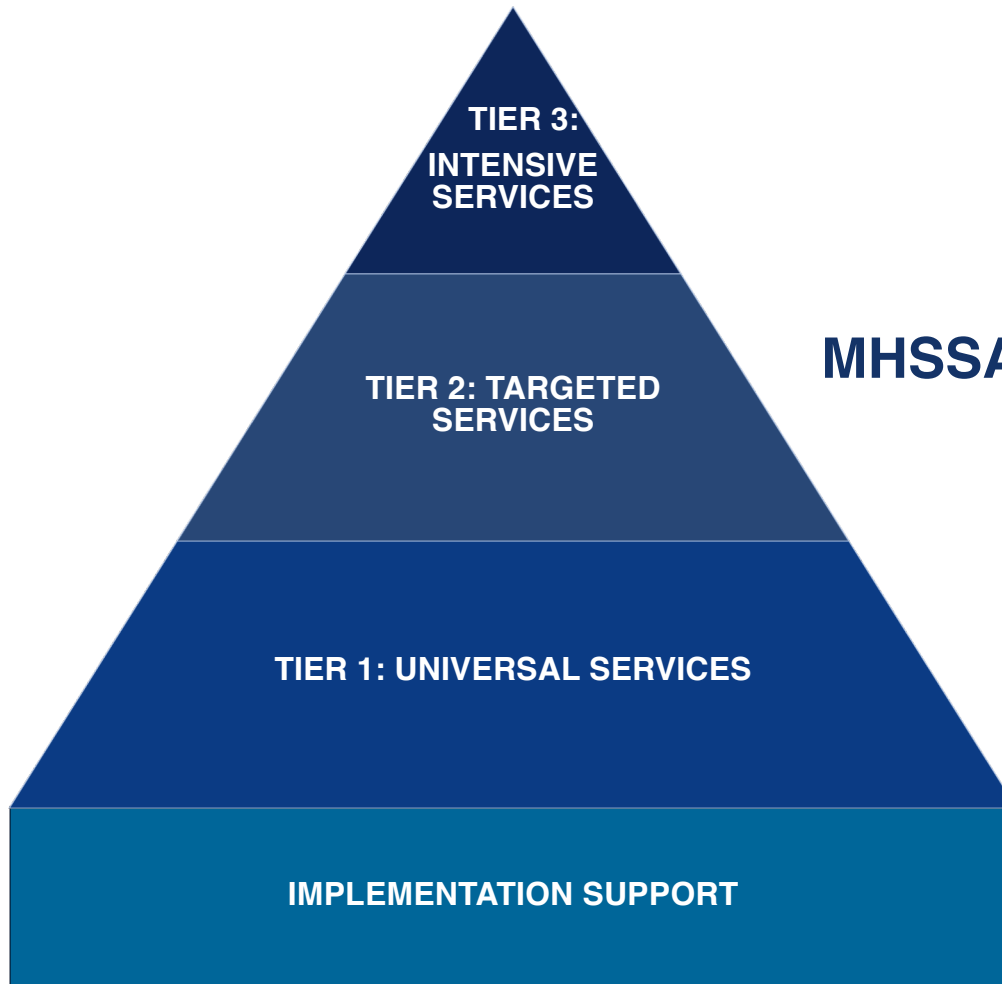 TIER 3:
INTENSIVE
SERVICES
MHSSA
TIER 2: TARGETED
SERVICES
TIER 1: UNIVERSAL SERVICES
IMPLEMENTATION SUPPORT